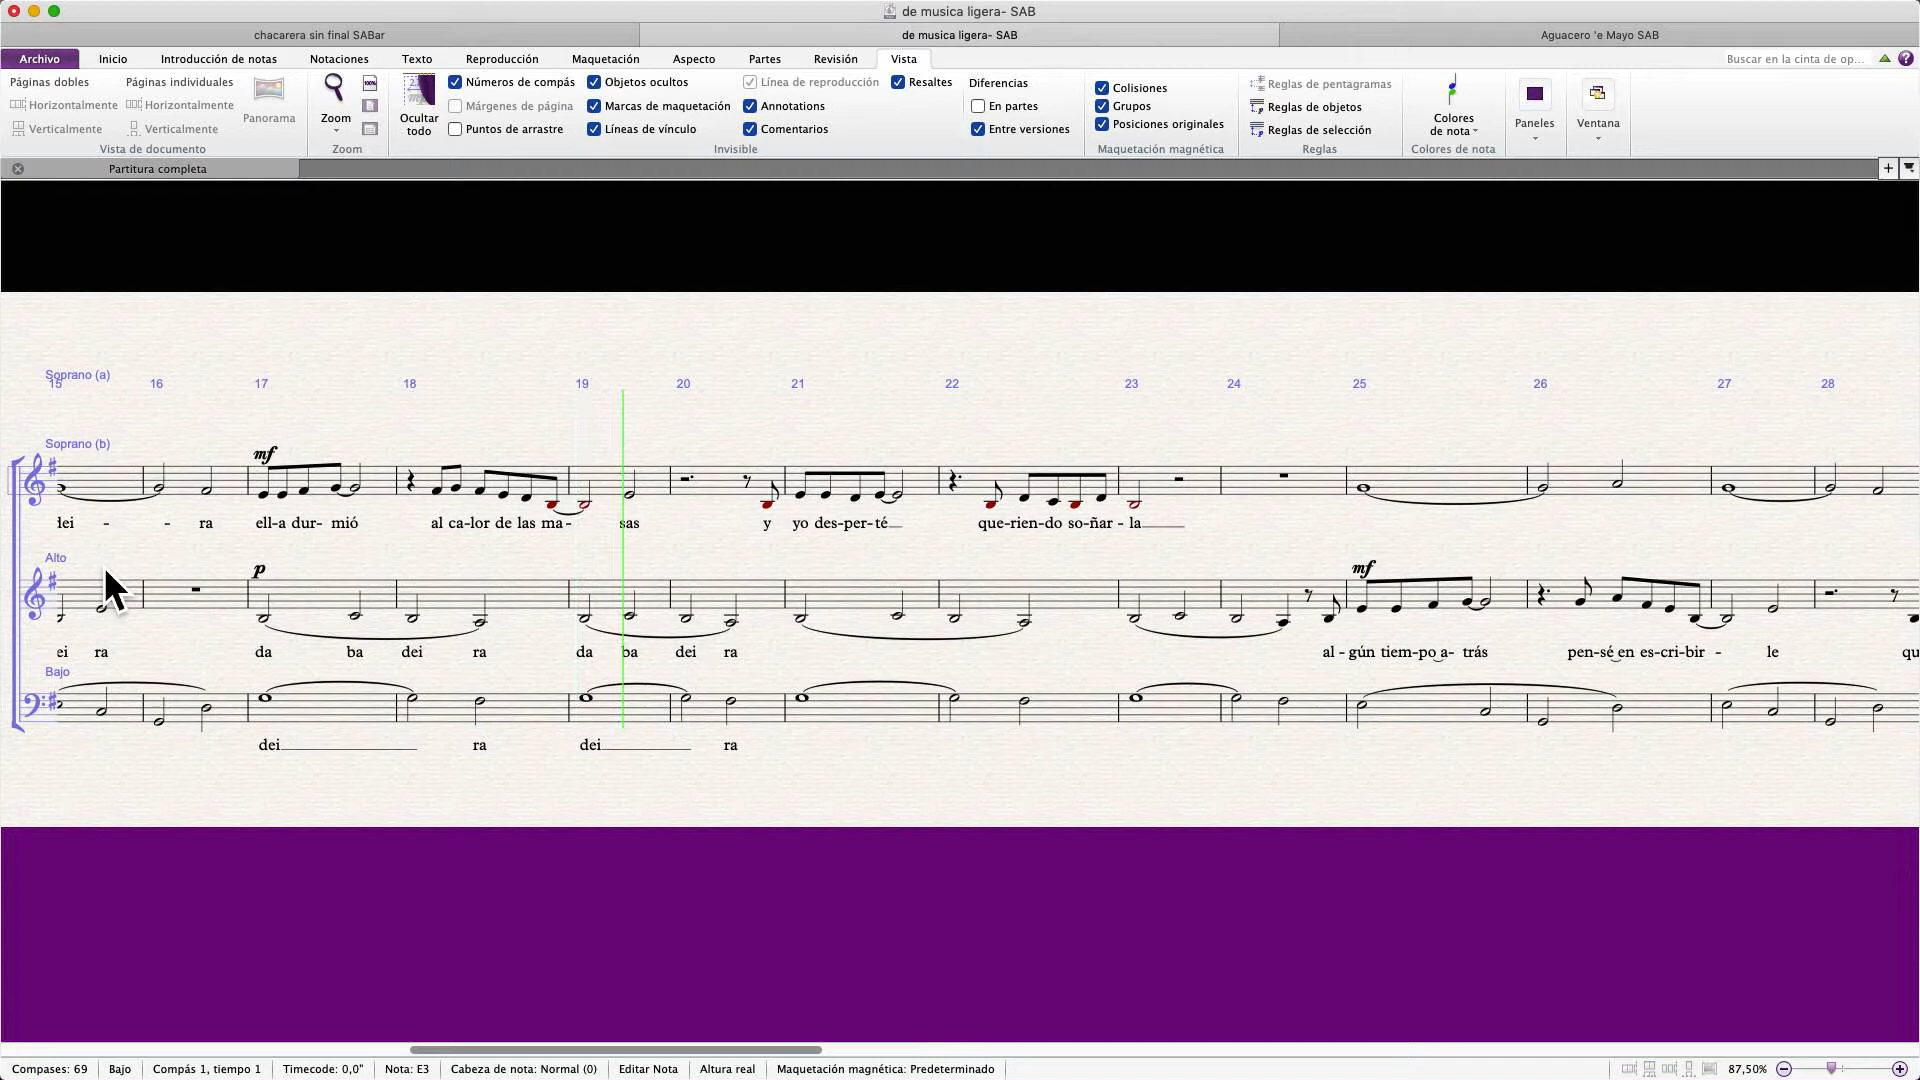 de musica ligera- SAB
chacarera sin final SABar
de musica ligera- SAB
Aguacero 'e Mayo SAB
Archivo
Inicio
Introducción de notas
Notaciones
Texto
Reproducción
Maquetación
Aspecto
Partes
Revisión
Vista
Buscar en la cinta de op...
?
Páginas dobles
Horizontalmente
Verticalmente
Páginas individuales
Horizontalmente
Verticalmente
Panorama
Vista de documento
Zoom
100%
Zoom
Ocultar
todo
Números de compás
Márgenes de página
Puntos de arrastre
Objetos ocultos
Marcas de maquetación
Líneas de vínculo
Línea de reproducción
Annotations
Comentarios
Resaltes
Invisible
Diferencias
En partes
Entre versiones
Colisiones
Grupos
Posiciones originales
Maquetación magnética
Reglas de pentagramas
Reglas de objetos
Reglas de selección
Reglas
Colores
de nota
Colores de nota
Paneles
Ventana
Partitura completa
+
Soprano (a)
15 16 17 18 19 20 21 22 23 24 25 26 27 28
Soprano (b)
mf
dei - - ra ell-a dur- mió al ca-lor de las ma- sas y yo des-per-té que-rien-do so-ñar - la
Alto
p mf
ei ra da ba dei ra da ba dei ra al - gún tiem-po a- trás pen-sé en es-cri-bir - le qu
Bajo
dei ra dei ra
Compases: 69
Bajo
Compás 1, tiempo 1
Timecode: 0,0"
Nota: E3
Cabeza de nota: Normal (0)
Editar Nota
Altura real
Maquetación magnética: Predeterminado
87,50%